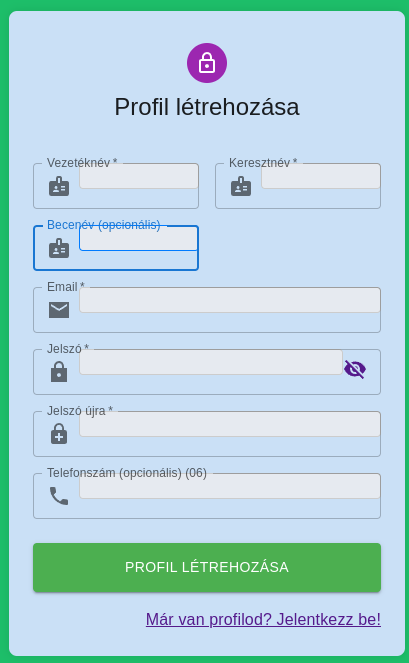 Profil létrehozása
Vezetéknév * Keresztnév *
Becenév (opcionális)
Email *
Jelszó *
Jelszó újra *
Telefonszám (opcionális) (06)
PROFIL LÉTREHOZÁSA
Már van profilod? Jelentkezz be!